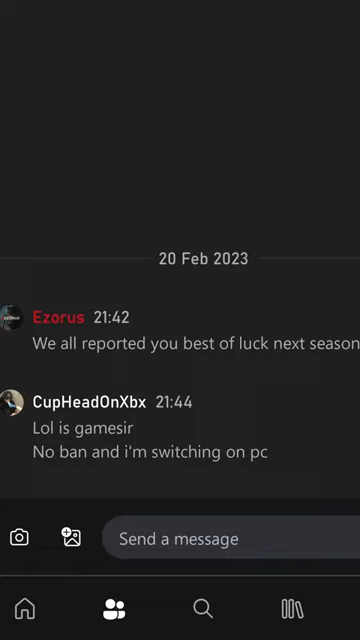 20 Feb 2023
Ezorus 21:42
We all reported you best of luck next season
CupHeadOnXbx 21:44
Lol is gamesir
No ban and i'm switching on pc
Send a message